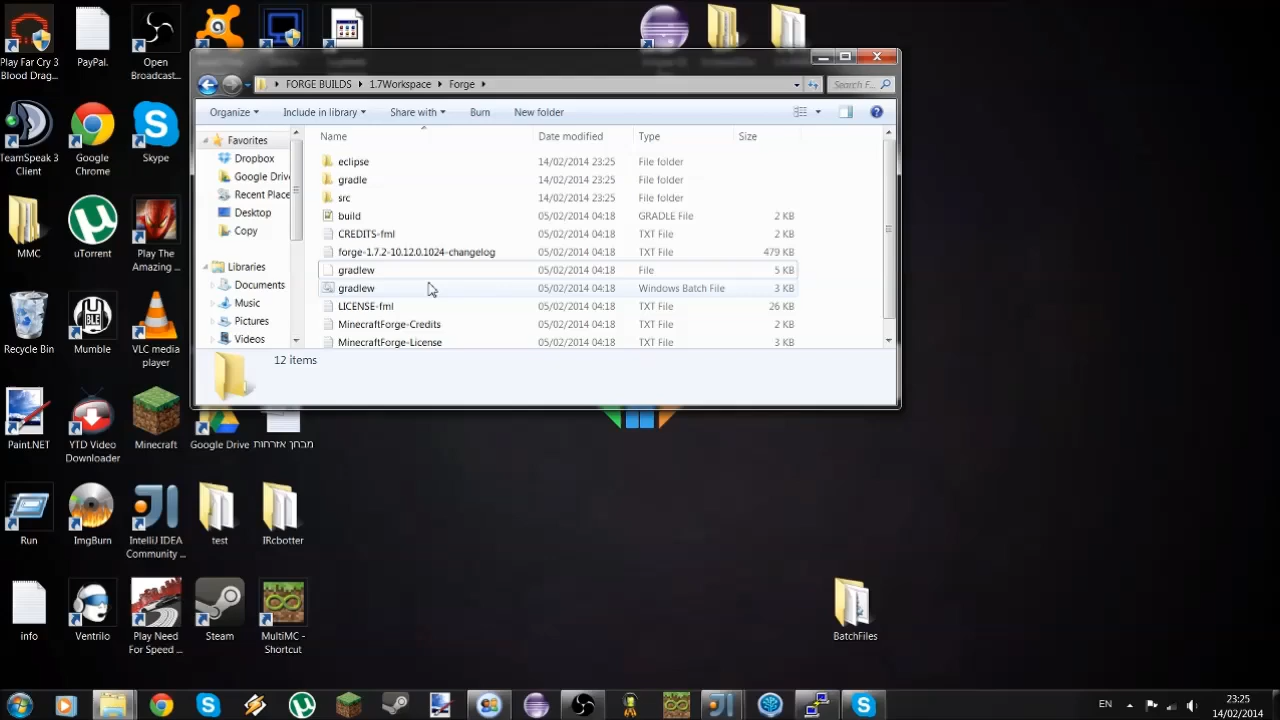 Play Far Cry 3
Blood Drag...
PayPal.
Open
Broadcast...
TeamSpeak 3
Client
Google
Chrome
Skype
MMC
uTorrent
Play The
Amazing ...
Recycle Bin
Mumble
VLC media
player
Paint.NET
YTD Video
Downloader
Minecraft
Google Drive
מבחן אזרחות
Run
ImgBurn
IntelliJ IDEA
Community ...
test
IRcbotter
info
Ventrilo
Play Need
For Speed ...
Steam
MultiMC -
Shortcut
BatchFiles
FORGE BUILDS
1.7Workspace
Forge
Search F...
Organize
Include in library
Share with
Burn
New folder
Favorites
Dropbox
Google Driv
Recent Place
Desktop
Copy
Libraries
Documents
Music
Pictures
Videos
Name Date modified Type Size
eclipse 14/02/2014 23:25 File folder
gradle 14/02/2014 23:25 File folder
src 14/02/2014 23:25 File folder
build 05/02/2014 04:18 GRADLE File 2 KB
CREDITS-fml 05/02/2014 04:18 TXT File 2 KB
forge-1.7.2-10.12.0.1024-changelog 05/02/2014 04:18 TXT File 479 KB
gradlew 05/02/2014 04:18 File 5 KB
gradlew 05/02/2014 04:18 Windows Batch File 3 KB
LICENSE-fml 05/02/2014 04:18 TXT File 26 KB
MinecraftForge-Credits 05/02/2014 04:18 TXT File 2 KB
MinecraftForge-License 05/02/2014 04:18 TXT File 3 KB
12 items
EN
23:25
14/02/2014